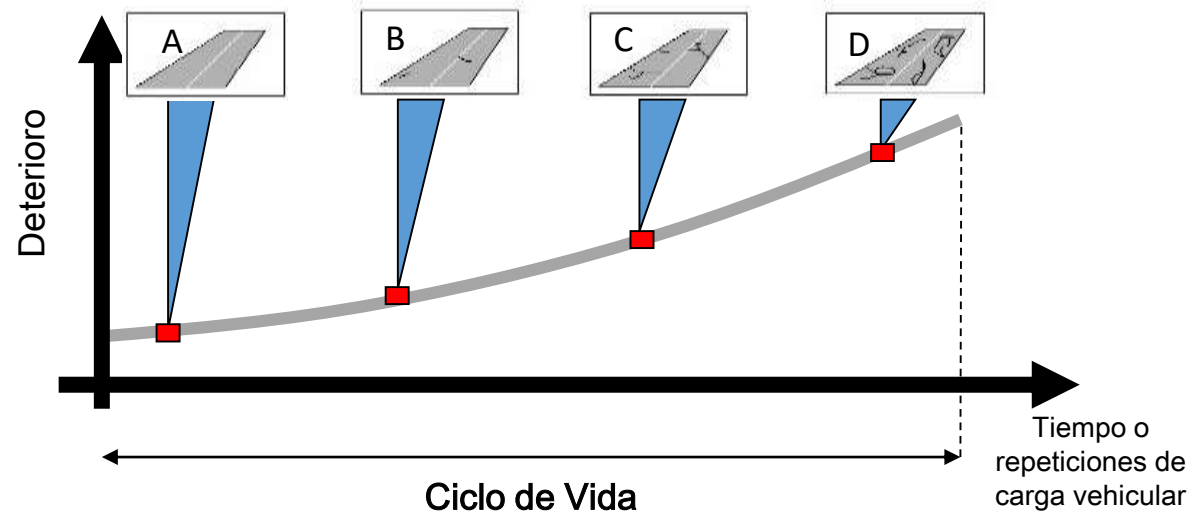 A
B
C
D
Deterioro
Tiempo o
repeticiones de
carga vehicular
Ciclo de Vida